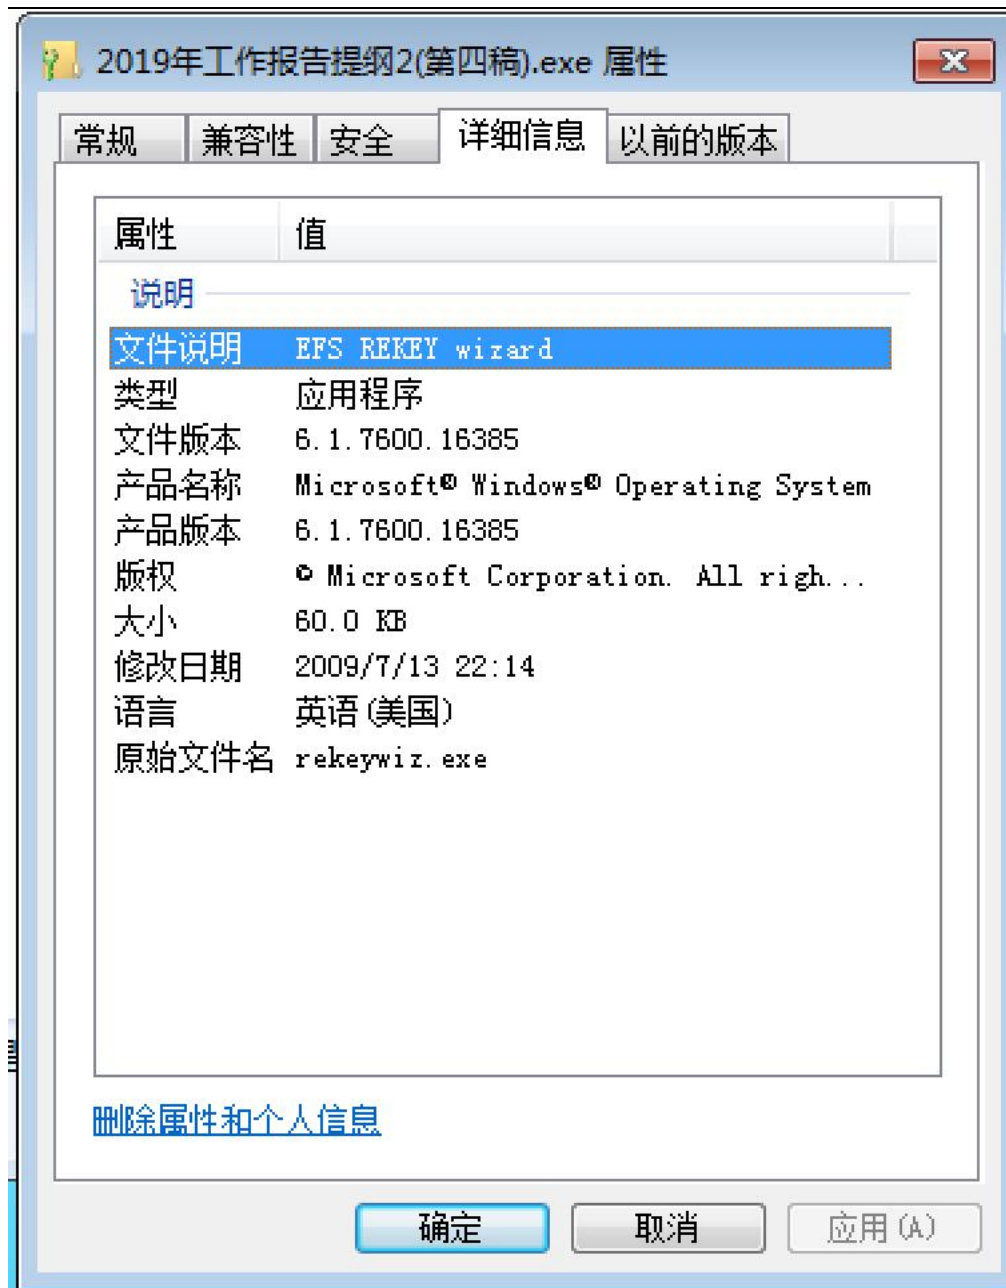 2019年工作报告提纲2(第四稿).exe 属性
常规 兼容性 安全 详细信息 以前的版本
属性 值
说明
文件说明 EFS REKEY wizard
类型 应用程序
文件版本 6.1.7600.16385
产品名称 Microsoft® Windows® Operating System
产品版本 6.1.7600.16385
版权 © Microsoft Corporation. All righ...
大小 60.0 KB
修改日期 2009/7/13 22:14
语言 英语(美国)
原始文件名 rekeywiz.exe
删除属性和个人信息
确定 取消 应用(A)